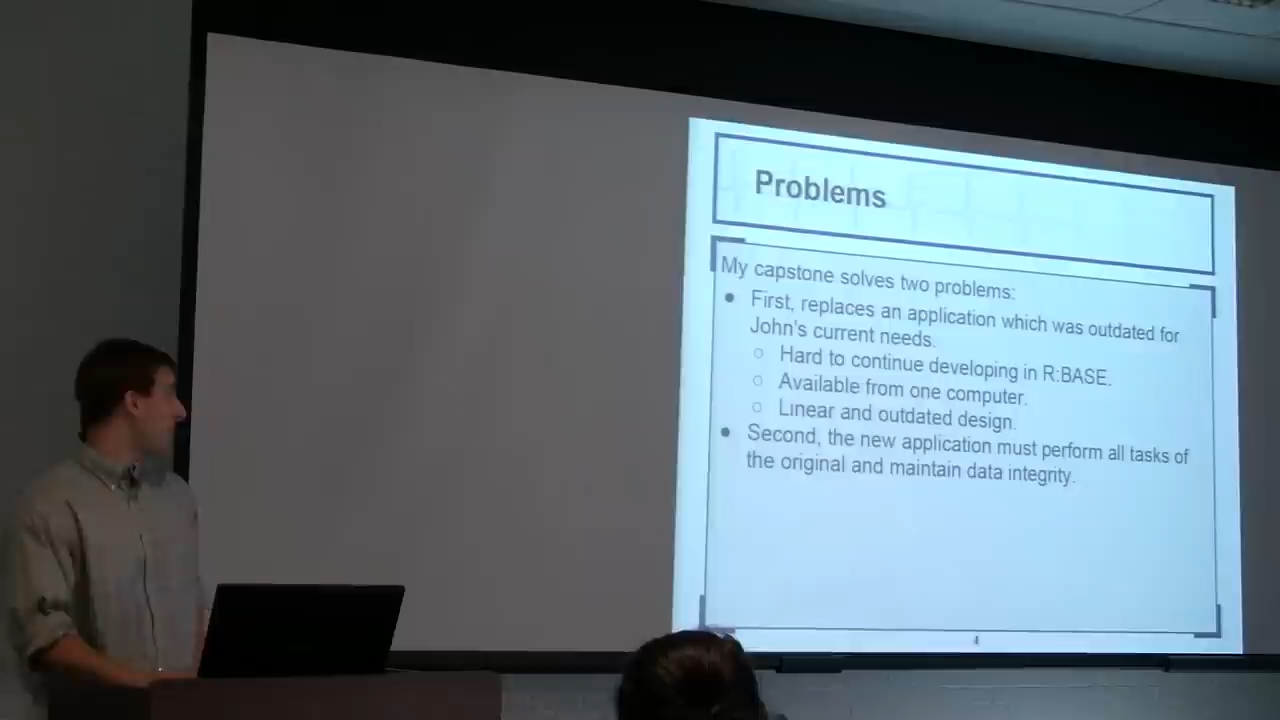 Problems
My capstone solves two problems:
● First, replaces an application which was outdated for
John's current needs.
○ Hard to continue developing in R:BASE.
○ Available from one computer.
○ Linear and outdated design.
● Second, the new application must perform all tasks of
the original and maintain data integrity.
4